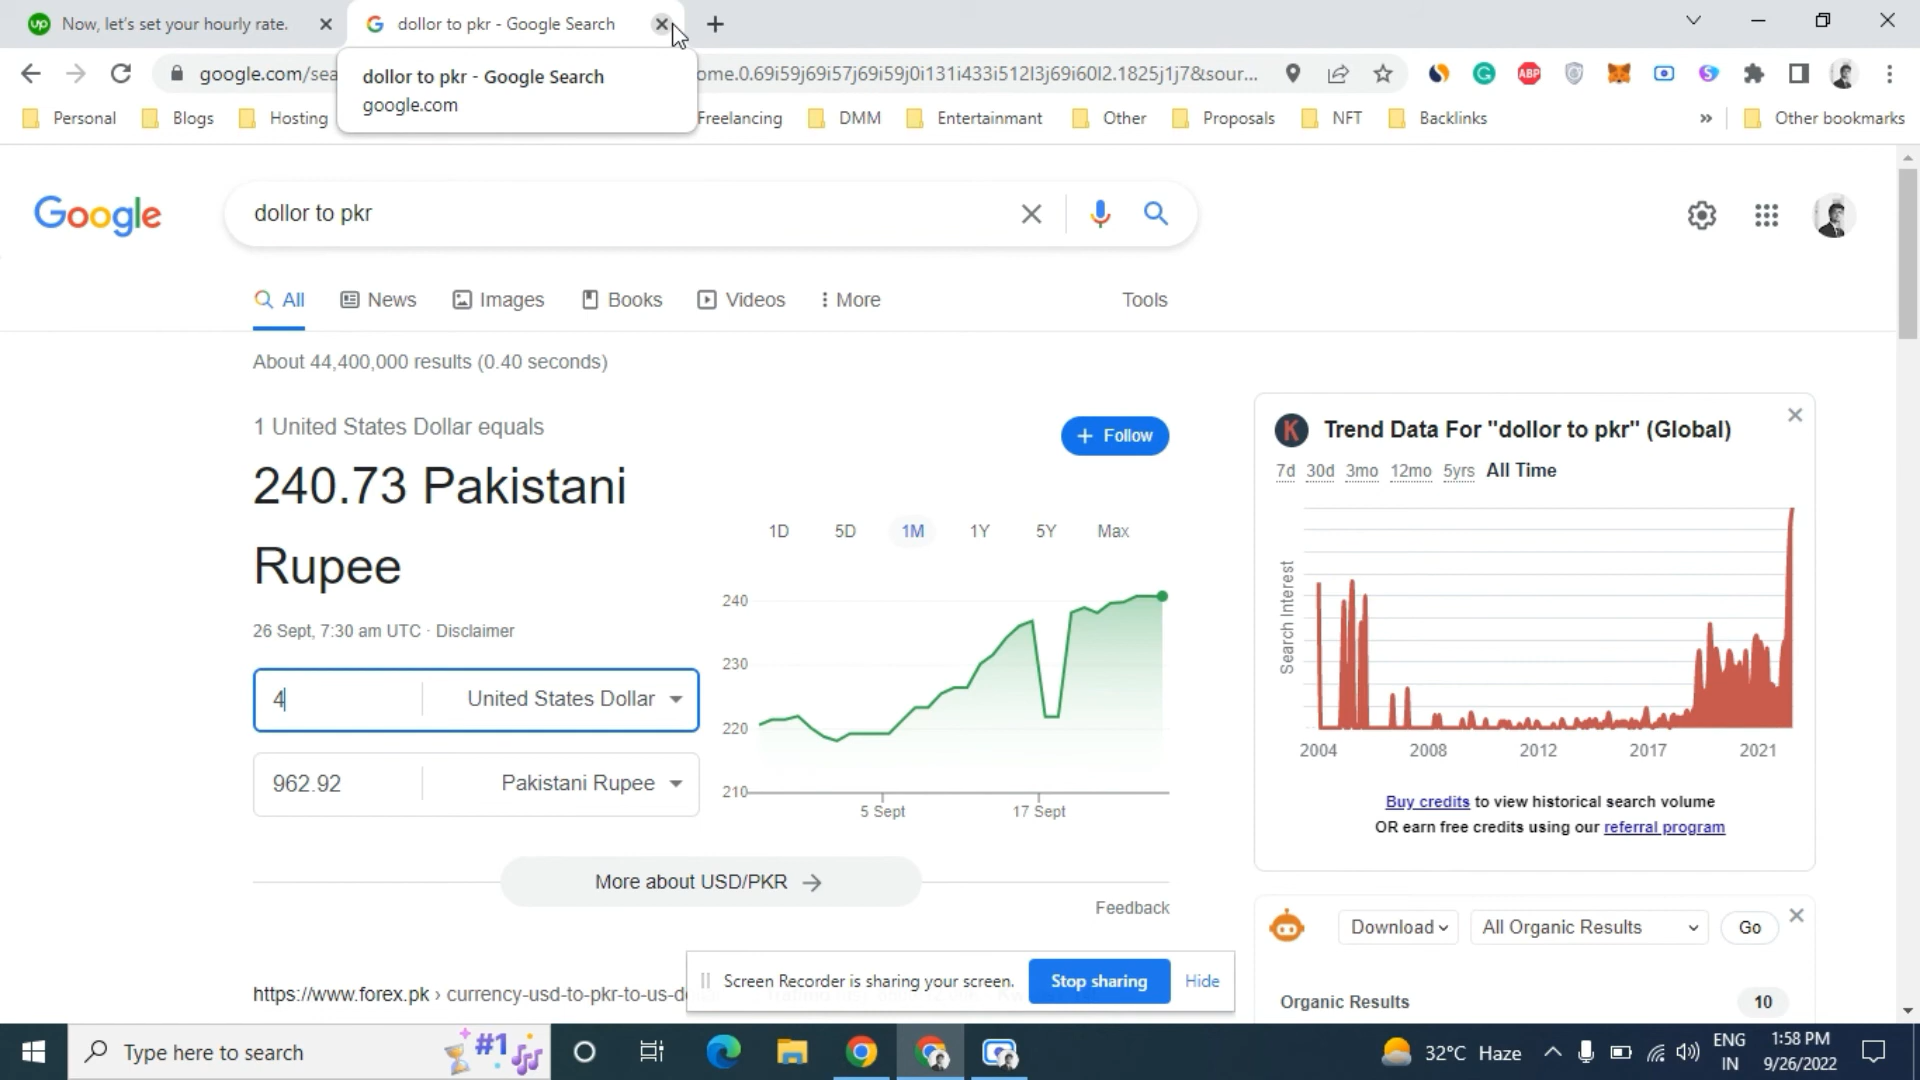 Now, let's set your hourly rate.
dollor to pkr - Google Search
google.com/sea
ome.0.69i59j69i57j69i59j0i131i433i512l3j69i60l2.1825j1j7&sour...
dollor to pkr - Google Search
google.com
Personal
Blogs
Hosting
Freelancing
DMM
Entertainmant
Other
Proposals
NFT
Backlinks
»
Other bookmarks
Google
dollor to pkr
All
News
Images
Books
Videos
More
Tools
About 44,400,000 results (0.40 seconds)
1 United States Dollar equals
240.73 Pakistani
Rupee
26 Sept, 7:30 am UTC · Disclaimer
4
United States Dollar
962.92
Pakistani Rupee
+ Follow
1D
5D
1M
1Y
5Y
Max
240
230
220
210
5 Sept
17 Sept
More about USD/PKR
Feedback
https://www.forex.pk › currency-usd-to-pkr-to-us-d
K
Trend Data For "dollor to pkr" (Global)
7d 30d 3mo 12mo 5yrs All Time
Search Interest
2004
2008
2012
2017
2021
Buy credits to view historical search volume
OR earn free credits using our referral program
Download
All Organic Results
Go
Organic Results
10
Screen Recorder is sharing your screen.
Stop sharing
Hide
Type here to search
#1
32°C Haze
ENG
IN
1:58 PM
9/26/2022
up
ABP